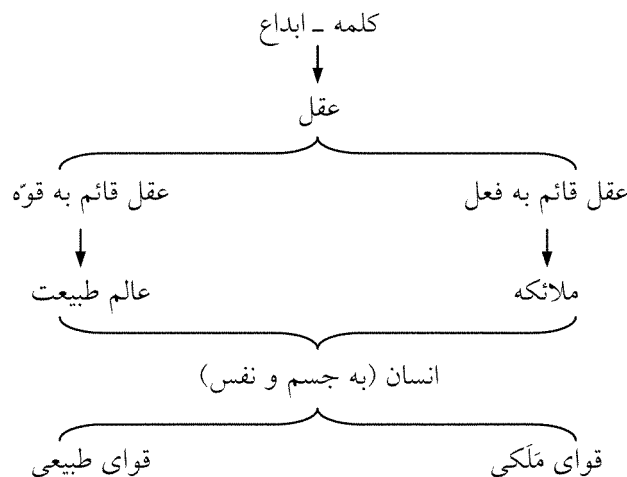 کلمه ـ ابداع
عقل
عقل قائم به فعل
عقل قائم به قوّه
ملائکه
عالم طبیعت
انسان (به جسم و نفس)
قوای مَلَکی
قوای طبیعی